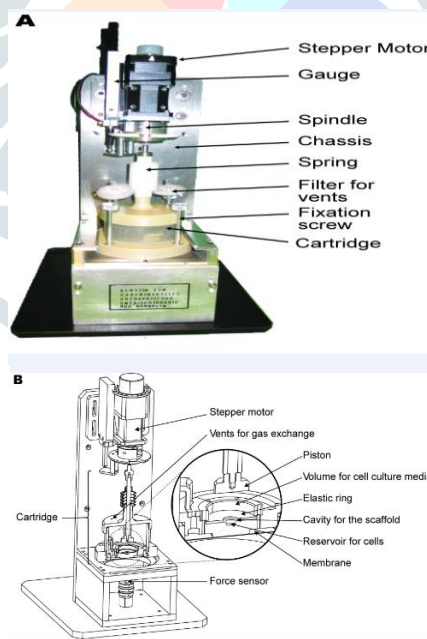 A
Stepper Motor
Gauge
Spindle
Chassis
Spring
Filter for
vents
Fixation
screw
Cartridge
B
Stepper motor
Vents for gas exchange
Piston
Volume for cell culture medi
Elastic ring
Cavity for the scaffold
Reservoir for cells
Membrane
Cartridge
Force sensor